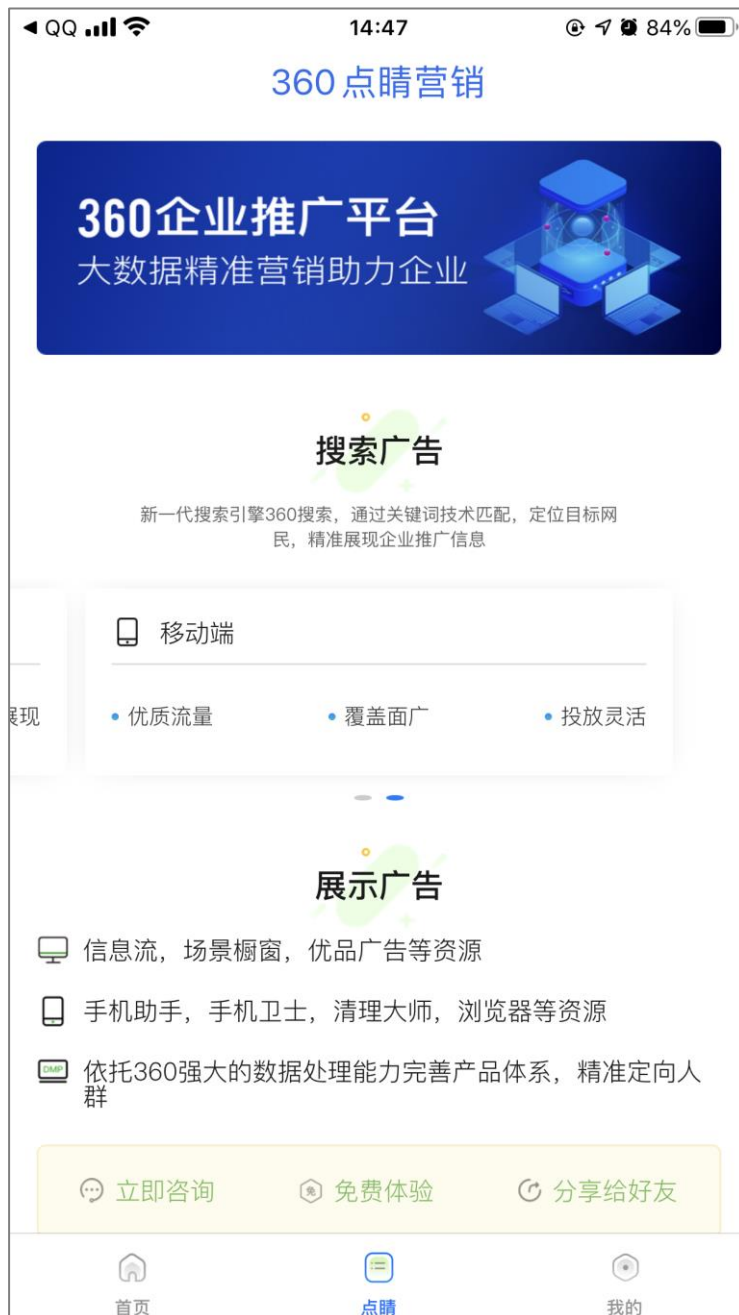 QQ
14:47
84%
360点睛营销
360企业推广平台
大数据精准营销助力企业
搜索广告
新一代搜索引擎360搜索，通过关键词技术匹配，定位目标网
民，精准展现企业推广信息
移动端
展现
优质流量
覆盖面广
投放灵活
展示广告
信息流，场景橱窗，优品广告等资源
手机助手，手机卫士，清理大师，浏览器等资源
DMP
依托360强大的数据处理能力完善产品体系，精准定向人
群
立即咨询
免
免费体验
分享给好友
首页
点睛
我的